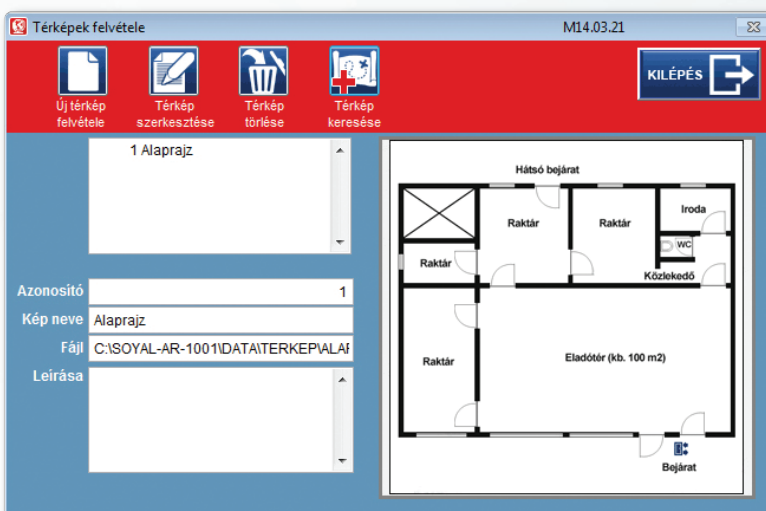 Térképek felvétele
M14.03.21
Új térkép
felvétele
Térkép
szerkesztése
Térkép
törlése
Térkép
keresése
KILÉPÉS
1 Alaprajz
Azonosító
1
Kép neve
Alaprajz
Fájl
C:\SOYAL-AR-1001\DATA\TERKEP\ALAF
Leírása
Hátsó bejárat
Raktár
Raktár
Iroda
WC
Raktár
Közlekedő
Raktár
Eladótér (kb. 100 m2)
Bejárat